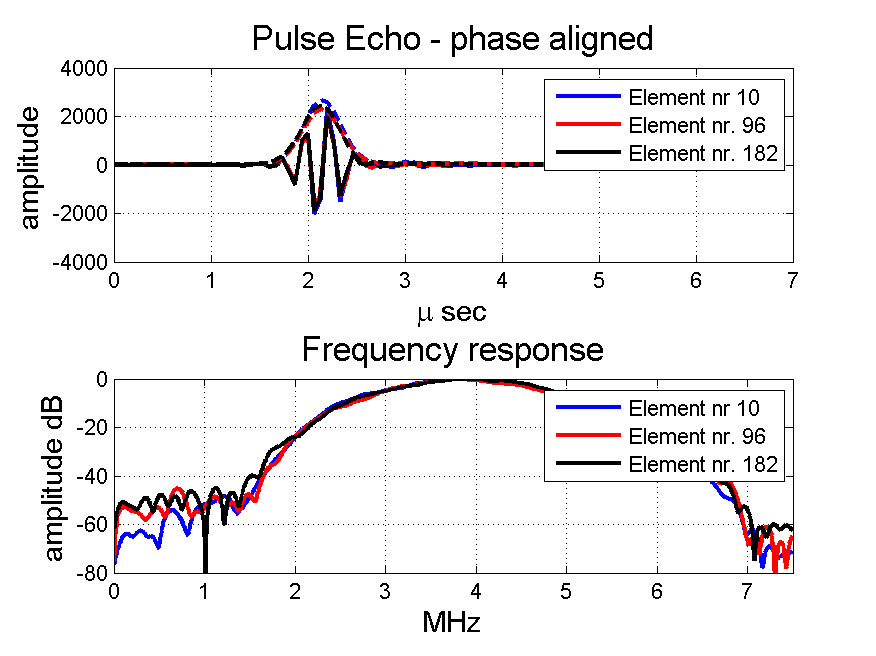 Pulse Echo - phase aligned
4000
2000
0
-2000
-4000
amplitude
0 1 2 3 4 5 6 7
μ sec
Element nr 10
Element nr. 96
Element nr. 182
Frequency response
0
-20
-40
-60
-80
amplitude dB
0 1 2 3 4 5 6 7
MHz
Element nr 10
Element nr. 96
Element nr. 182